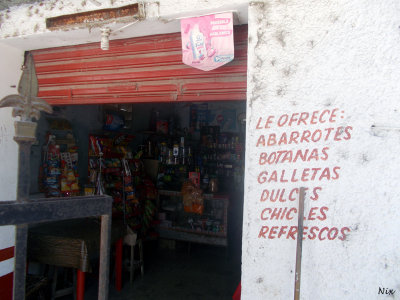 LE OFRECE:
ABARROTES
BOTANAS
GALLETAS
DULCES
CHICLES
REFRESCOS
Nix